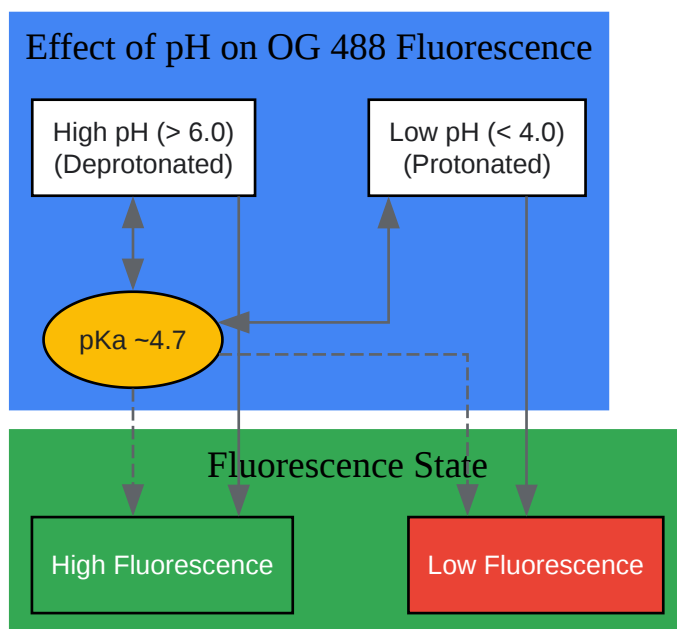 Effect of pH on OG 488 Fluorescence
High pH (> 6.0)
(Deprotonated)
Low pH (< 4.0)
(Protonated)
pKa ~4.7
Fluorescence State
High Fluorescence
Low Fluorescence